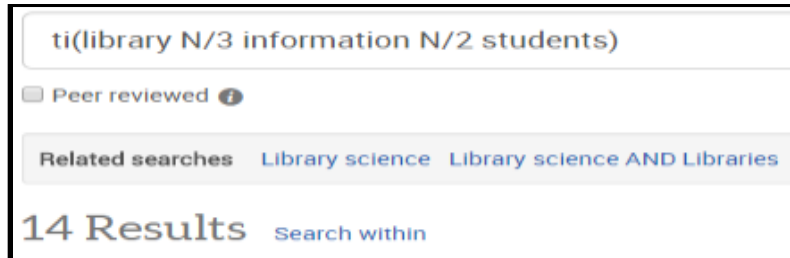 ti(library N/3 information N/2 students)
Peer reviewed i
Related searches Library science Library science AND Libraries
14 Results Search within